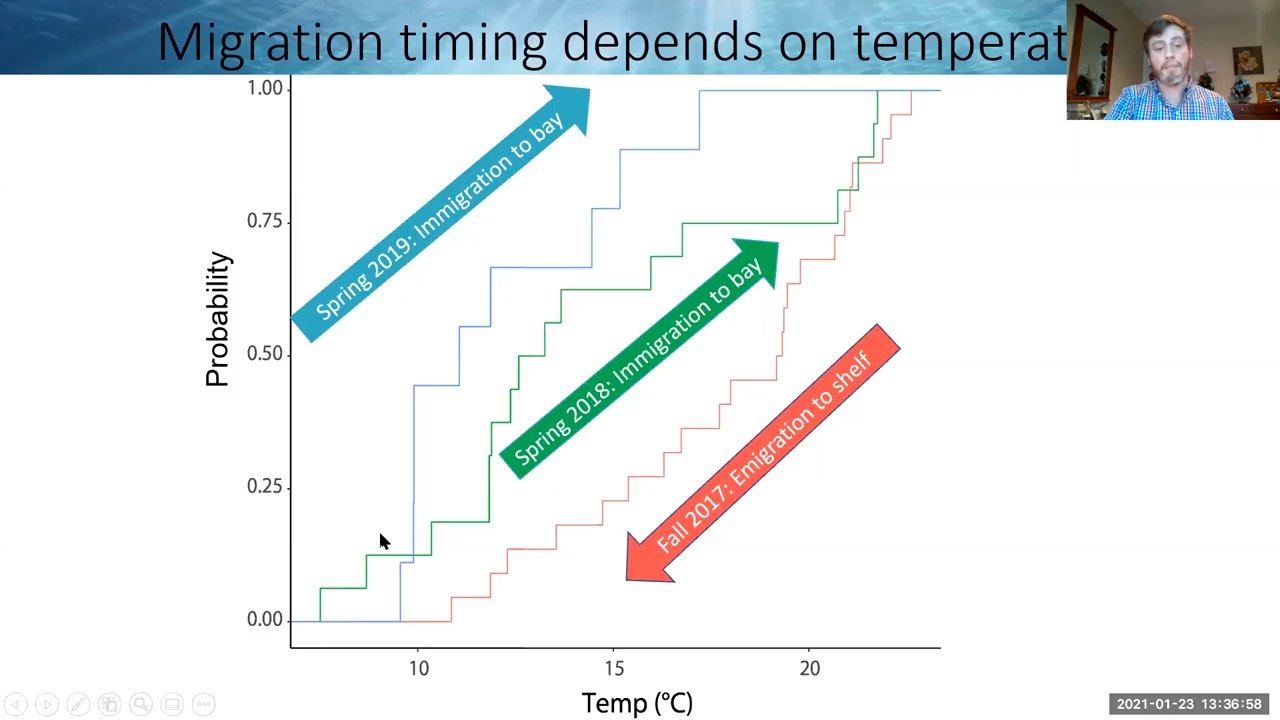 Migration timing depends on temperat
1.00
0.75
0.50
0.25
0.00
Probability
10
15
20
Temp (°C)
Spring 2019: Immigration to bay
Spring 2018: Immigration to bay
Fall 2017: Emigration to shelf
2021-01-23 13:36:58